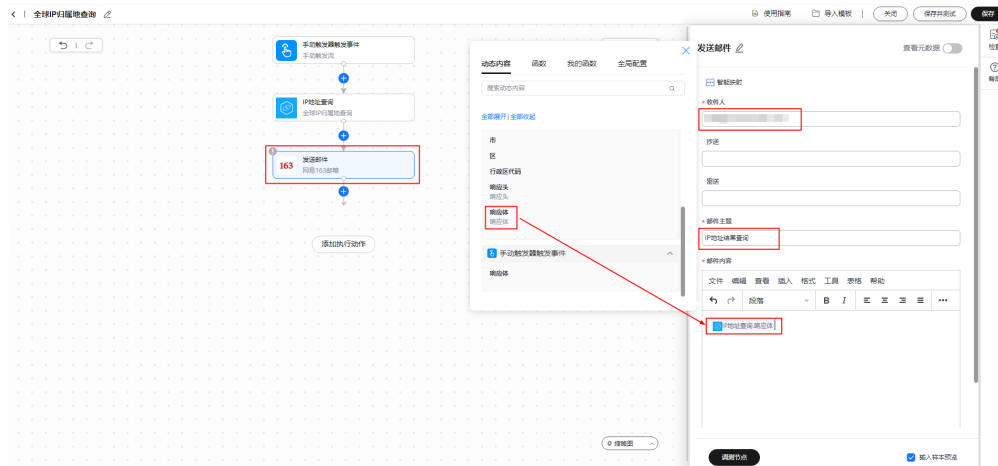 全球IP归属地查询
使用指南
导入模板
关闭
保存并测试
保存
手动触发器触发事件
手动触发流
IP地址查询
全球IP归属地查询
163
发送邮件
网易163邮箱
添加执行动作
缩略图
动态内容 函数 我的函数 全局配置
搜索动态内容
全部展开 | 全部收起
市
区
行政区代码
响应头
响应头
响应体
响应体
手动触发器触发事件
响应体
发送邮件
查看元数据
智能映射
* 收件人
抄送
密送
* 邮件主题
IP地址结果查询
* 邮件内容
文件 编辑 查看 插入 格式 工具 表格 帮助
段落 B I
IP地址查询.响应体
调测节点
输入样本预览